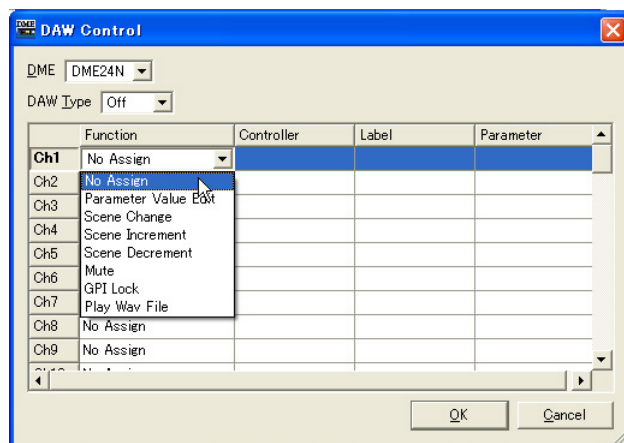 DME DAW Control
DME DME24N
DAW Type Off
Function Controller Label Parameter
Ch1 No Assign
Ch2 No Assign
Ch3 Parameter Value Edit
Scene Change
Ch4 Scene Increment
Ch5 Scene Decrement
Ch6 Mute
GPI Lock
Ch7 Play Wav File
Ch8 No Assign
Ch9 No Assign
OK Cancel